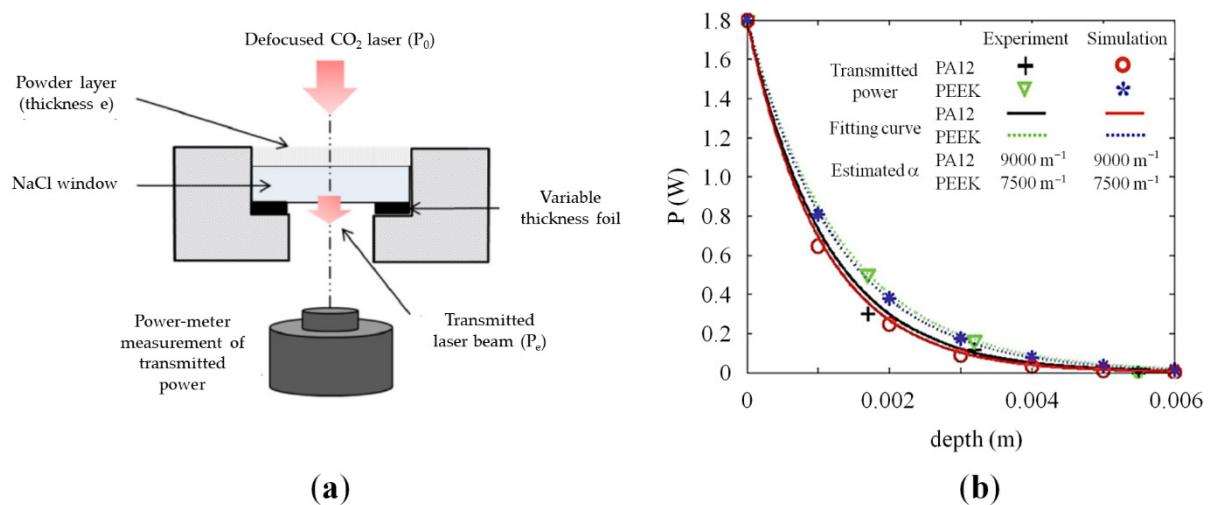 Defocused CO₂ laser (P₀)
Powder layer
(thickness e)
NaCl window
Variable
thickness foil
Power-meter
measurement of
transmitted
power
Transmitted
laser beam (Pₑ)
(a)
1.8
1.6
1.4
1.2
1.0
0.8
0.6
0.4
0.2
0
P (W)
0
0.002
0.004
0.006
depth (m)
Experiment Simulation
Transmitted PA12
power PEEK
Fitting curve PA12
PEEK
Estimated α PA12 9000 m⁻¹ 9000 m⁻¹
PEEK 7500 m⁻¹ 7500 m⁻¹
(b)